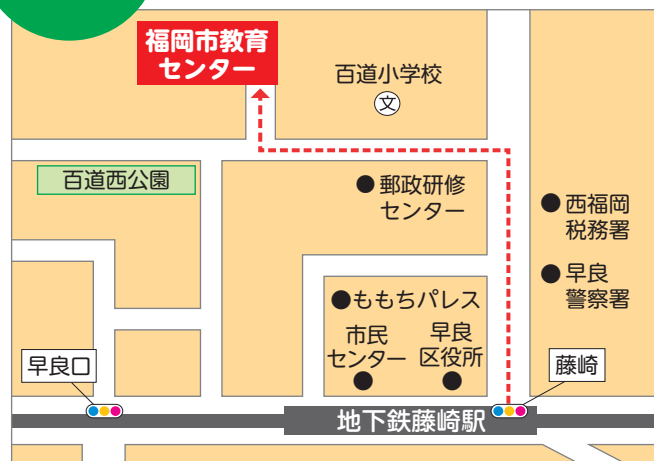 福岡市教育
センター
百道小学校
文
百道西公園
郵政研修
センター
西福岡
税務署
早良
警察署
ももちパレス
市民
センター
早良
区役所
早良口
藤崎
地下鉄藤崎駅